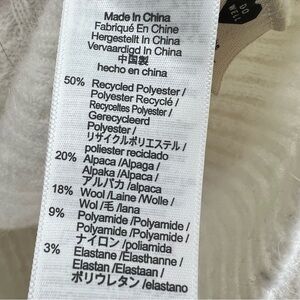 Made In China
Fabriqué En Chine
Hergestellt In China
Vervaardigd In China
中国製
hecho en china
50% Recycled Polyester /
Polyester Recyclé /
Recyceltes Polyester /
Gerecycleerd
Polyester /
リサイクルポリエステル /
poliester reciclado
20% Alpaca /Alpaga /
Alpaka /Alpaca /
アルパカ /alpaca
18% Wool /Laine /Wolle /
Wol /毛 /lana
9% Polyamide /Polyamide /
Polyamide /Polyamide /
ナイロン /poliamida
3% Elastane /Elasthanne /
Elastan /Elastaan /
ポリウレタン /elastano
DO
WELL